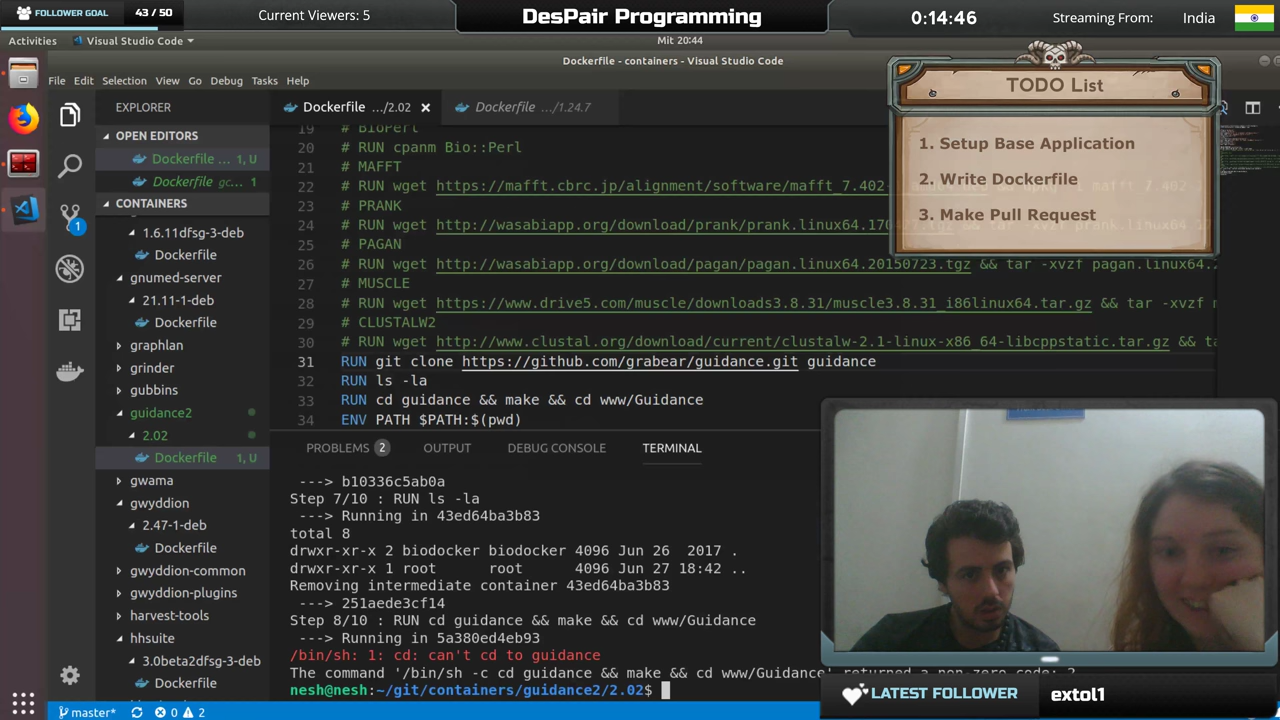 FOLLOWER GOAL
43 / 50
Current Viewers: 5
DesPair Programming
0:14:46
Streaming From:
India
Activities
Visual Studio Code
Mit 20:44
Dockerfile - containers - Visual Studio Code
File Edit Selection View Go Debug Tasks Help
EXPLORER
OPEN EDITORS
Dockerfile ... 1, U
Dockerfile gc... 1
CONTAINERS
1.6.11dfsg-3-deb
Dockerfile
gnumed-server
21.11-1-deb
Dockerfile
graphlan
grinder
gubbins
guidance2
2.02
Dockerfile 1, U
gwama
gwyddion
2.47-1-deb
Dockerfile
gwyddion-common
gwyddion-plugins
harvest-tools
hhsuite
3.0beta2dfsg-3-deb
Dockerfile
Dockerfile .../2.02
Dockerfile .../1.24.7
19 # BioPerl
20 # RUN cpanm Bio::Perl
21 # MAFFT
22 # RUN wget https://mafft.cbrc.jp/alignment/software/mafft_7.402-
23 # PRANK
24 # RUN wget http://wasabiapp.org/download/prank/prank.linux64.
25 # PAGAN
26 # RUN wget http://wasabiapp.org/download/pagan/pagan.linux64.20150723.tgz && tar -xvzf pagan.linux64.
27 # MUSCLE
28 # RUN wget https://www.drive5.com/muscle/downloads3.8.31/muscle3.8.31_i86linux64.tar.gz && tar -xvzf m
29 # CLUSTALW2
30 # RUN wget http://www.clustal.org/download/current/clustalw-2.1-linux-x86_64-libcppstatic.tar.gz && ta
31 RUN git clone https://github.com/grabear/guidance.git guidance
32 RUN ls -la
33 RUN cd guidance && make && cd www/Guidance
34 ENV PATH $PATH:$(pwd)
TODO List
1. Setup Base Application
2. Write Dockerfile
3. Make Pull Request
PROBLEMS 2 OUTPUT DEBUG CONSOLE TERMINAL
---> b10336c5ab0a
Step 7/10 : RUN ls -la
---> Running in 43ed64ba3b83
total 8
drwxr-xr-x 2 biodocker biodocker 4096 Jun 26 2017 .
drwxr-xr-x 1 root root 4096 Jun 27 18:42 ..
Removing intermediate container 43ed64ba3b83
---> 251aede3cf14
Step 8/10 : RUN cd guidance && make && cd www/Guidance
---> Running in 5a380ed4eb93
/bin/sh: 1: cd: can't cd to guidance
The command '/bin/sh -c cd guidance && make && cd www/Guidance' returned a non-zero code: 2
nesh@nesh:~/git/containers/guidance2/2.02$
1
master* 0 2
LATEST FOLLOWER
extol1